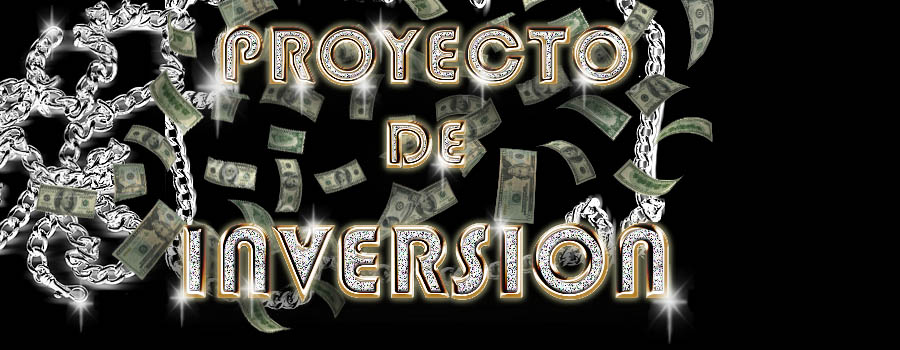 PROYECTO
DE
INVERSION